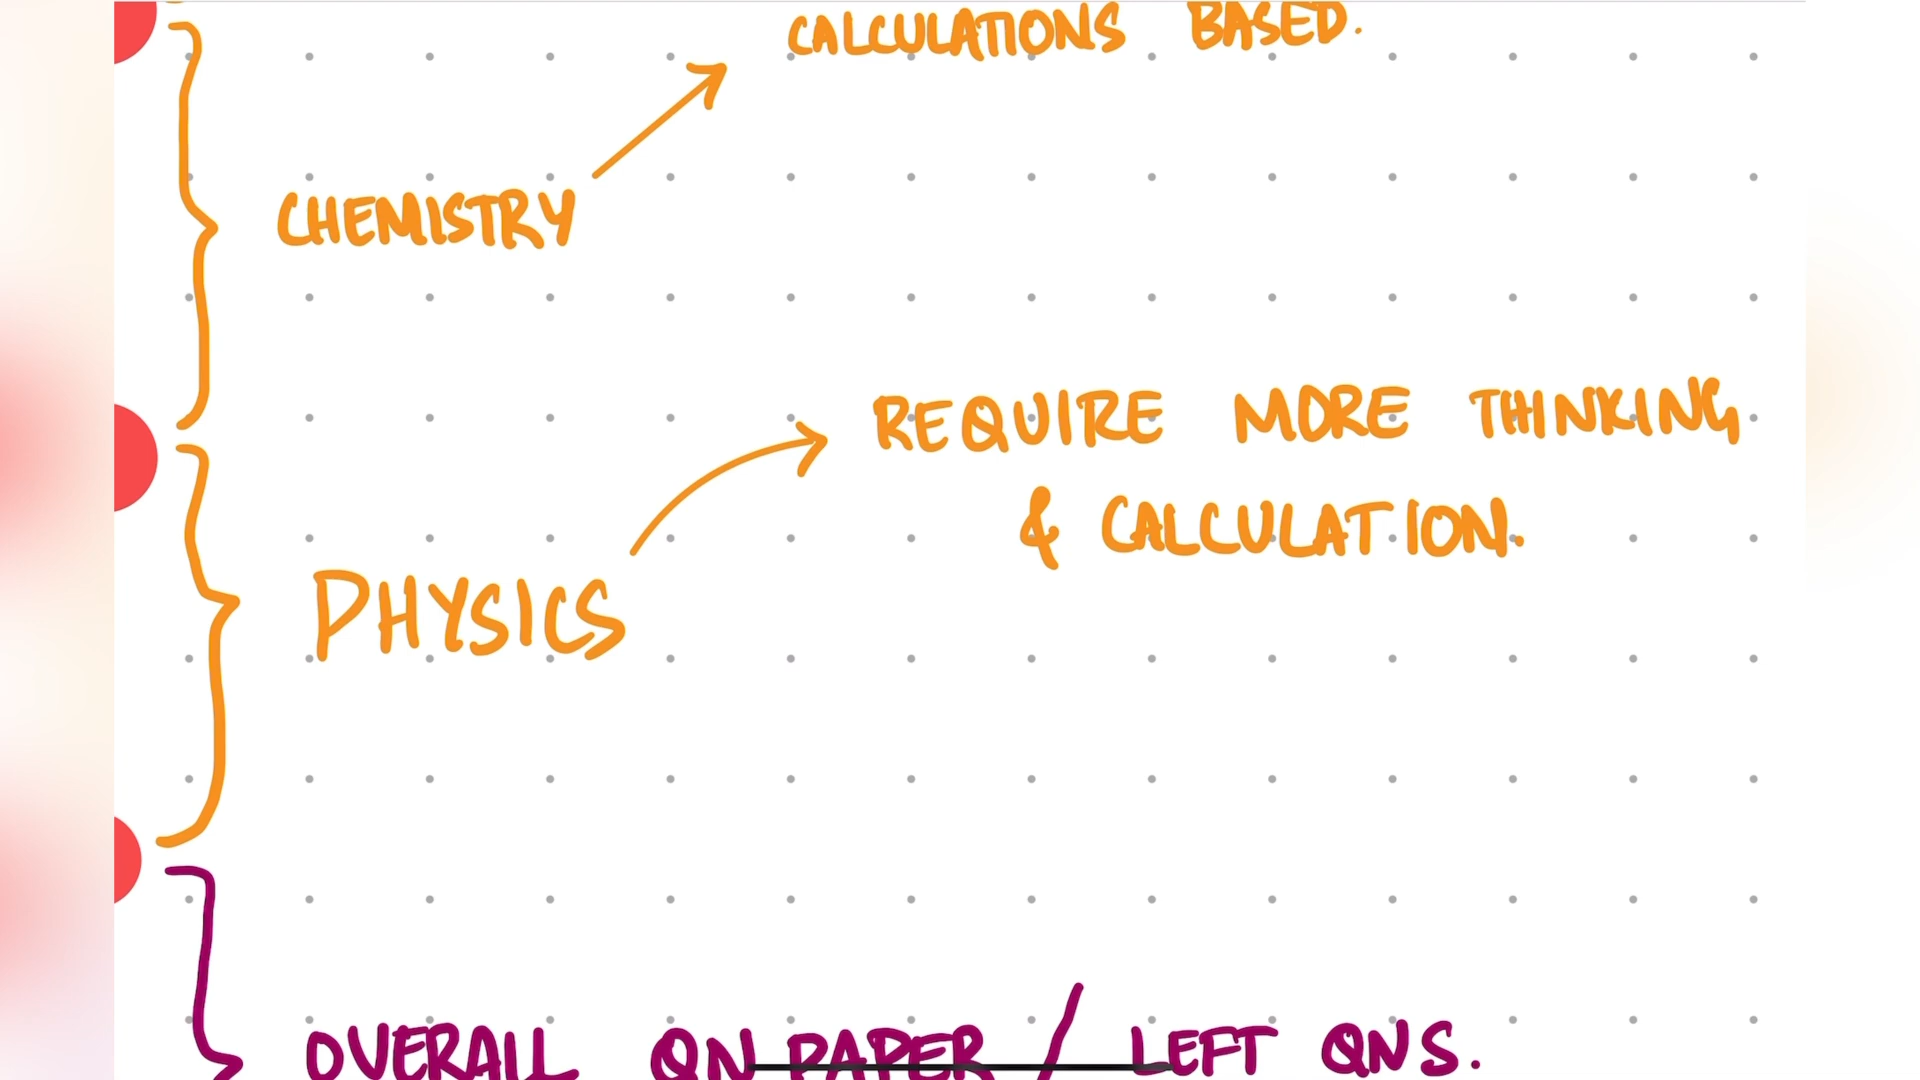 CALCULATIONS BASED.
CHEMISTRY
REQUIRE MORE THINKING
& CALCULATION.
PHYSICS
OVERALL QN PAPER / LEFT QNS.